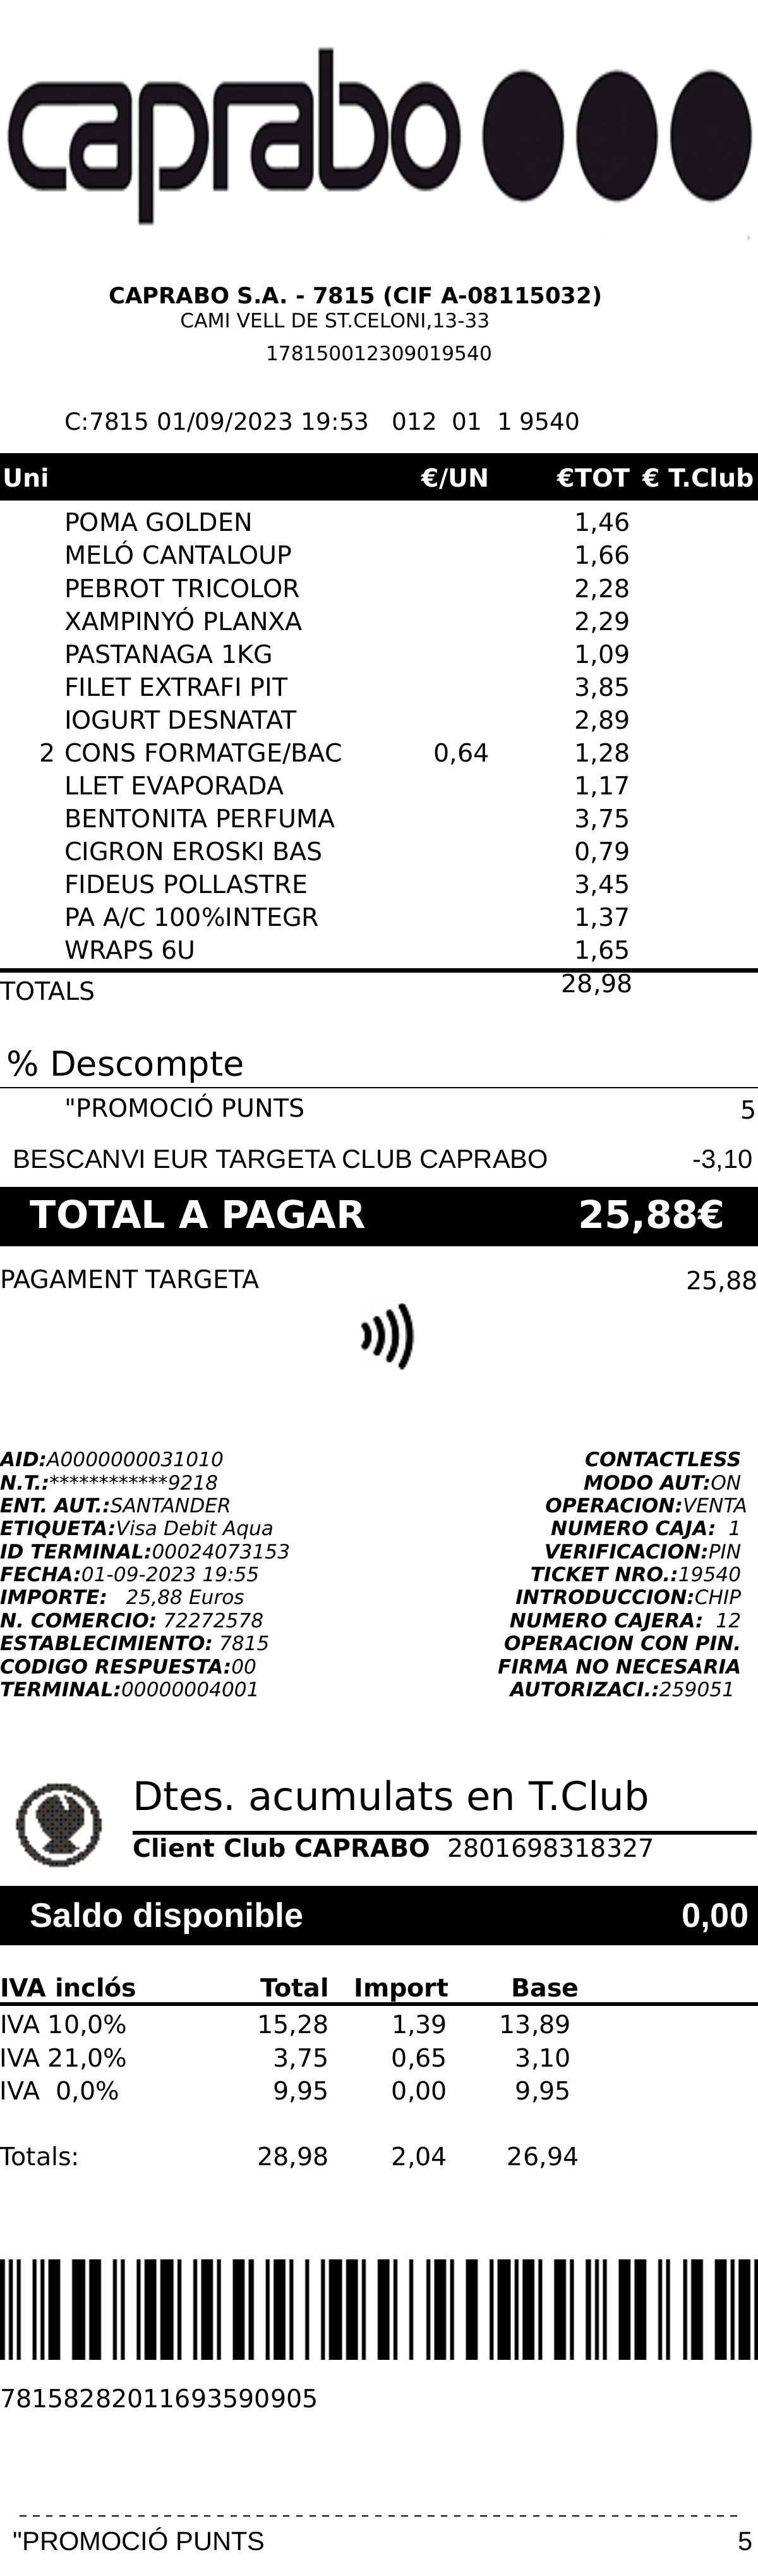 caprabo
CAPRABO S.A. - 7815 (CIF A-08115032)
CAMI VELL DE ST.CELONI,13-33
178150012309019540
C:7815 01/09/2023 19:53 012 01 1 9540
Uni €/UN €TOT € T.Club
POMA GOLDEN 1,46
MELÓ CANTALOUP 1,66
PEBROT TRICOLOR 2,28
XAMPINYÓ PLANXA 2,29
PASTANAGA 1KG 1,09
FILET EXTRAFI PIT 3,85
IOGURT DESNATAT 2,89
2 CONS FORMATGE/BAC 0,64 1,28
LLET EVAPORADA 1,17
BENTONITA PERFUMA 3,75
CIGRON EROSKI BAS 0,79
FIDEUS POLLASTRE 3,45
PA A/C 100%INTEGR 1,37
WRAPS 6U 1,65
TOTALS 28,98
% Descompte
"PROMOCIÓ PUNTS 5
BESCANVI EUR TARGETA CLUB CAPRABO -3,10
TOTAL A PAGAR 25,88€
PAGAMENT TARGETA 25,88
AID:A0000000031010 CONTACTLESS
N.T.:************9218 MODO AUT:ON
ENT. AUT.:SANTANDER OPERACION:VENTA
ETIQUETA:Visa Debit Aqua NUMERO CAJA: 1
ID TERMINAL:00024073153 VERIFICACION:PIN
FECHA:01-09-2023 19:55 TICKET NRO.:19540
IMPORTE: 25,88 Euros INTRODUCCION:CHIP
N. COMERCIO: 72272578 NUMERO CAJERA: 12
ESTABLECIMIENTO: 7815 OPERACION CON PIN.
CODIGO RESPUESTA:00 FIRMA NO NECESARIA
TERMINAL:00000004001 AUTORIZACI.:259051
Dtes. acumulats en T.Club
Client Club CAPRABO 2801698318327
Saldo disponible 0,00
IVA inclós Total Import Base
IVA 10,0% 15,28 1,39 13,89
IVA 21,0% 3,75 0,65 3,10
IVA 0,0% 9,95 0,00 9,95
Totals: 28,98 2,04 26,94
78158282011693590905
"PROMOCIÓ PUNTS 5